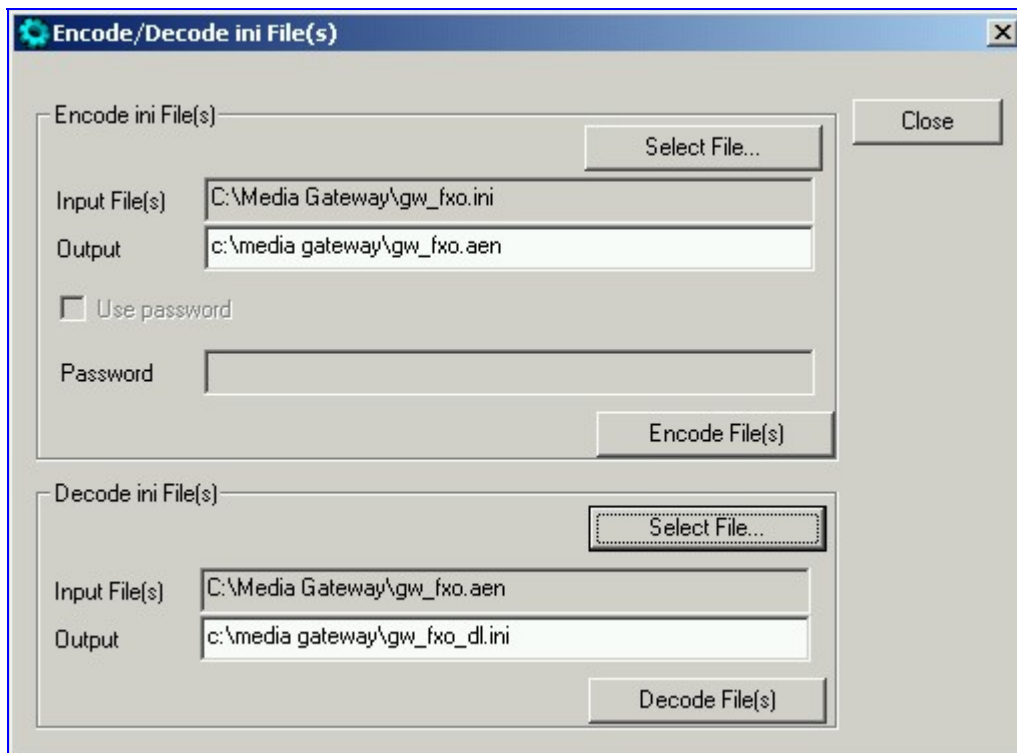 Encode/Decode ini File(s)
Encode ini File(s)
Close
Select File...
Input File(s) C:\Media Gateway\gw_fxo.ini
Output c:\media gateway\gw_fxo.aen
Use password
Password
Encode File(s)
Decode ini File(s)
Select File...
Input File(s) C:\Media Gateway\gw_fxo.aen
Output c:\media gateway\gw_fxo_dl.ini
Decode File(s)